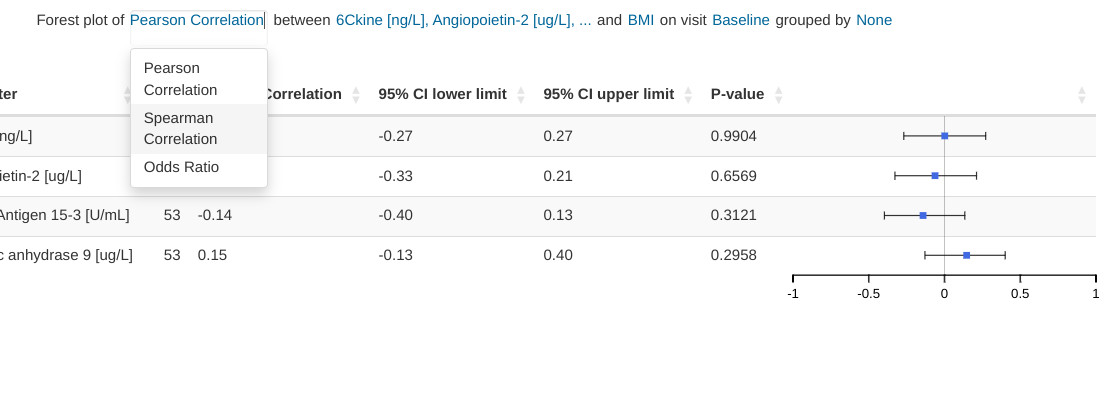 Forest plot of Pearson Correlation between 6Ckine [ng/L], Angiopoietin-2 [ug/L], ... and BMI on visit Baseline grouped by None
Pearson
Correlation
Spearman
Correlation
Odds Ratio
ter Correlation 95% CI lower limit 95% CI upper limit P-value
ng/L] -0.27 0.27 0.9904
ietin-2 [ug/L] -0.33 0.21 0.6569
Antigen 15-3 [U/mL] 53 -0.14 -0.40 0.13 0.3121
c anhydrase 9 [ug/L] 53 0.15 -0.13 0.40 0.2958
-1 -0.5 0 0.5 1